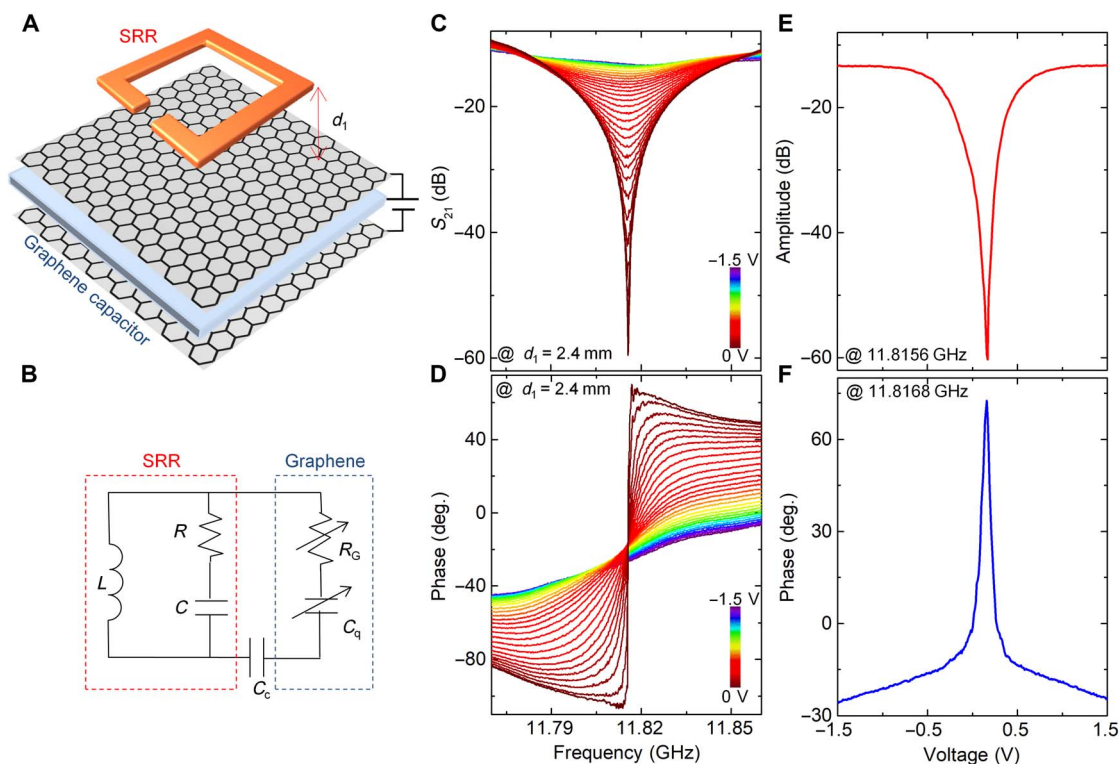 A
SRR
d1
Graphene capacitor
B
SRR
Graphene
R
RG
L
C
Cq
Cc
C
S21 (dB)
−20
−40
−60
−1.5 V
0 V
@ d1 = 2.4 mm
D
@ d1 = 2.4 mm
Phase (deg.)
40
0
−40
−80
−1.5 V
0 V
11.79
11.82
11.85
Frequency (GHz)
E
Amplitude (dB)
−20
−40
−60
@ 11.8156 GHz
F
@ 11.8168 GHz
Phase (deg.)
60
30
0
−30
−1.5
−0.5
0.5
1.5
Voltage (V)